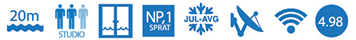 20m
STUDIO
NP,1
SPRAT
JUL-AVG
4.98